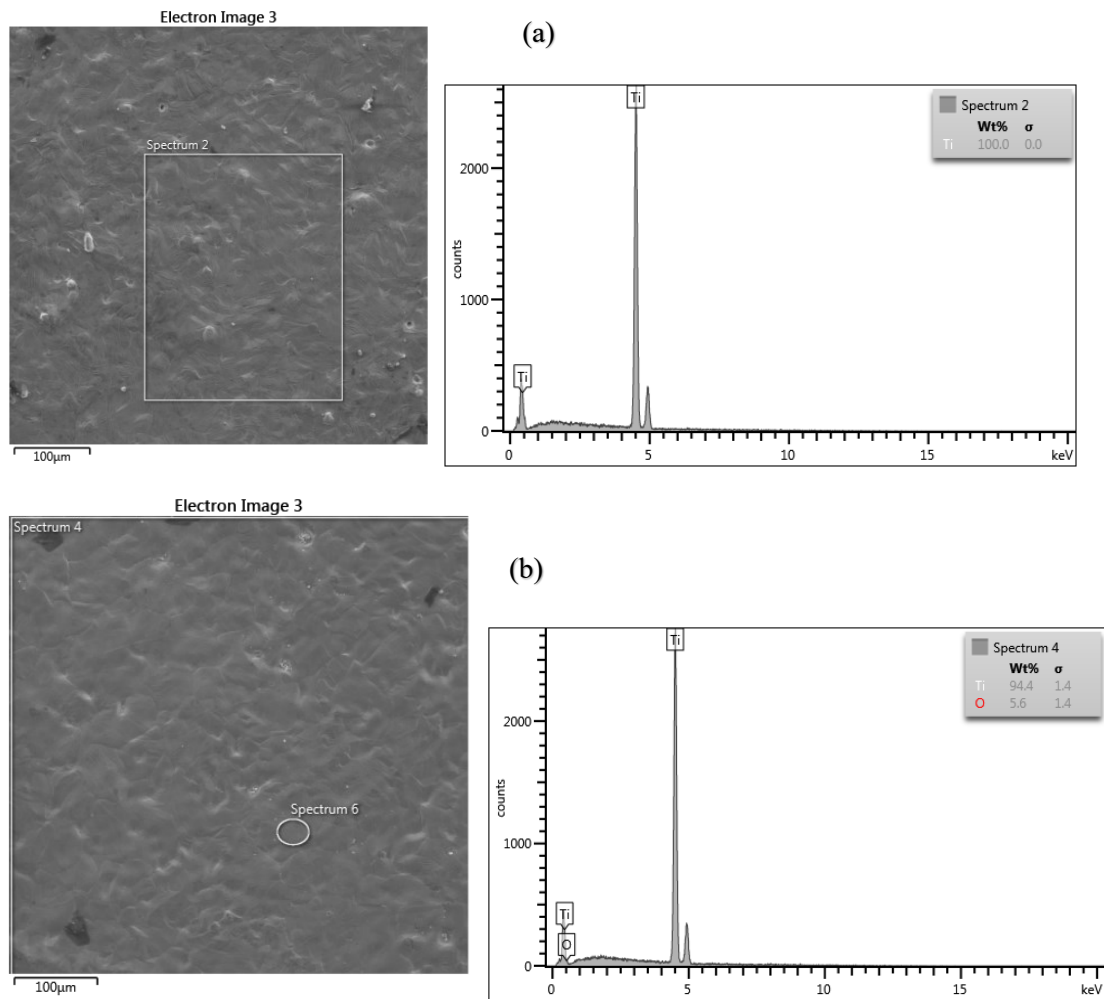 Electron Image 3
(a)
Spectrum 2
100µm
Ti
Ti
2000
1000
0
counts
0 5 10 15 keV
Spectrum 2
Wt% σ
Ti 100.0 0.0
Electron Image 3
(b)
Spectrum 4
Spectrum 6
100µm
Ti
Ti
O
2000
1000
0
counts
0 5 10 15 keV
Spectrum 4
Wt% σ
Ti 94.4 1.4
O 5.6 1.4